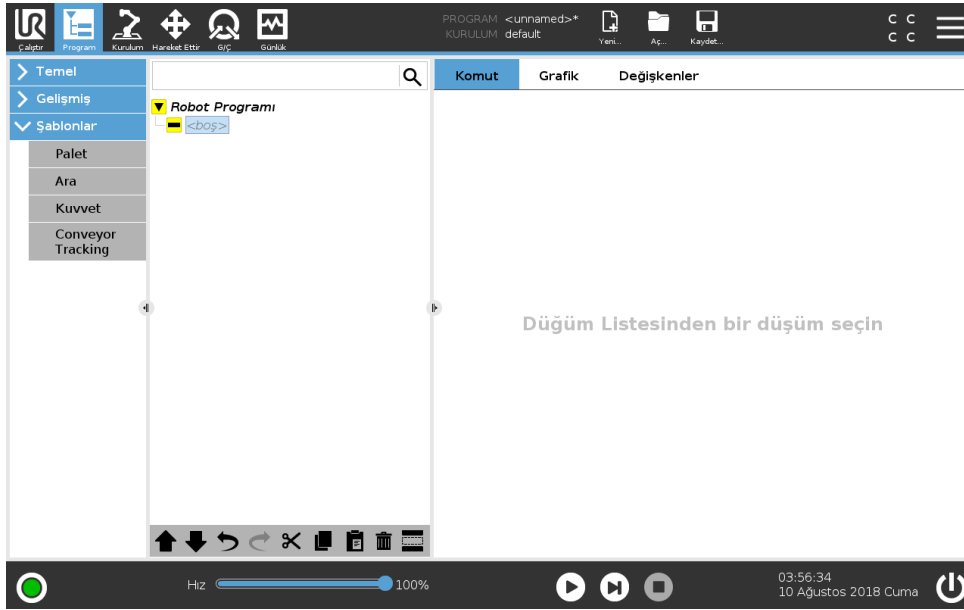 UR
PROGRAM <unnamed>*
KURULUM default
C C
C C
Çalıştır
Program
Kurulum
Hareket Ettir
G/Ç
Günlük
Yeni...
Aç...
Kaydet...
Temel
Gelişmiş
Şablonlar
Palet
Ara
Kuvvet
Conveyor
Tracking
Robot Programı
<boş>
Komut
Grafik
Değişkenler
Düğüm Listesinden bir düşüm seçin
Hız
100%
03:56:34
10 Ağustos 2018 Cuma